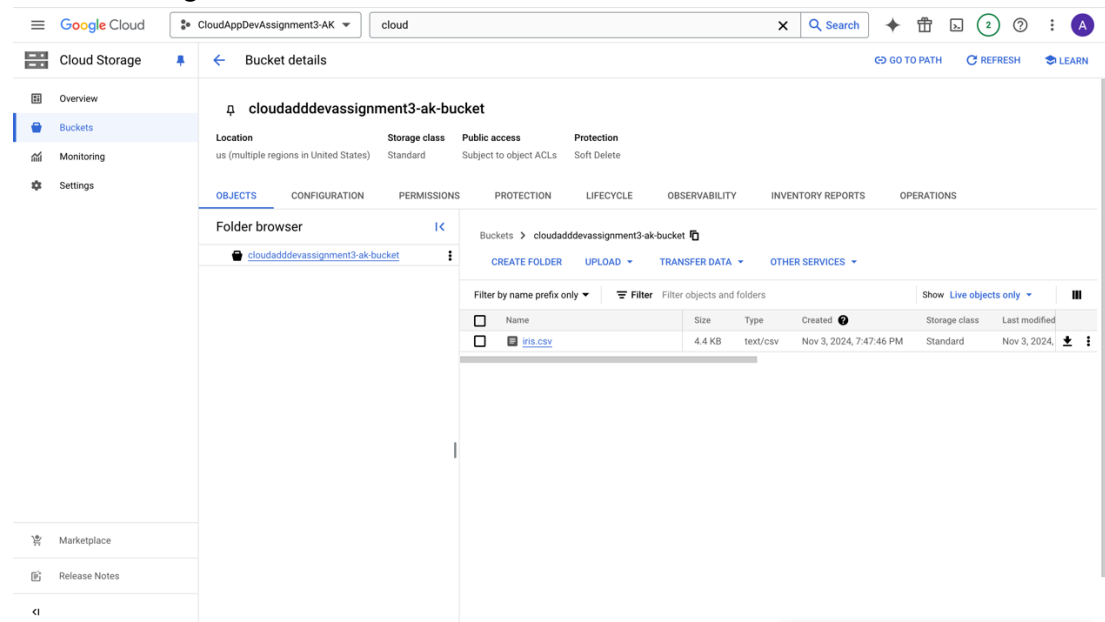 Google Cloud
CloudAppDevAssignment3-AK
cloud
Search
2
A
Cloud Storage
Bucket details
GO TO PATH
REFRESH
LEARN
Overview
Buckets
Monitoring
Settings
cloudadddevassignment3-ak-bucket
Location Storage class Public access Protection
us (multiple regions in United States) Standard Subject to object ACLs Soft Delete
OBJECTS CONFIGURATION PERMISSIONS PROTECTION LIFECYCLE OBSERVABILITY INVENTORY REPORTS OPERATIONS
Folder browser
cloudadddevassignment3-ak-bucket
Buckets > cloudadddevassignment3-ak-bucket
CREATE FOLDER UPLOAD TRANSFER DATA OTHER SERVICES
Filter by name prefix only Filter Filter objects and folders Show Live objects only
Name Size Type Created Storage class Last modified
iris.csv 4.4 KB text/csv Nov 3, 2024, 7:47:46 PM Standard Nov 3, 2024,
Marketplace
Release Notes